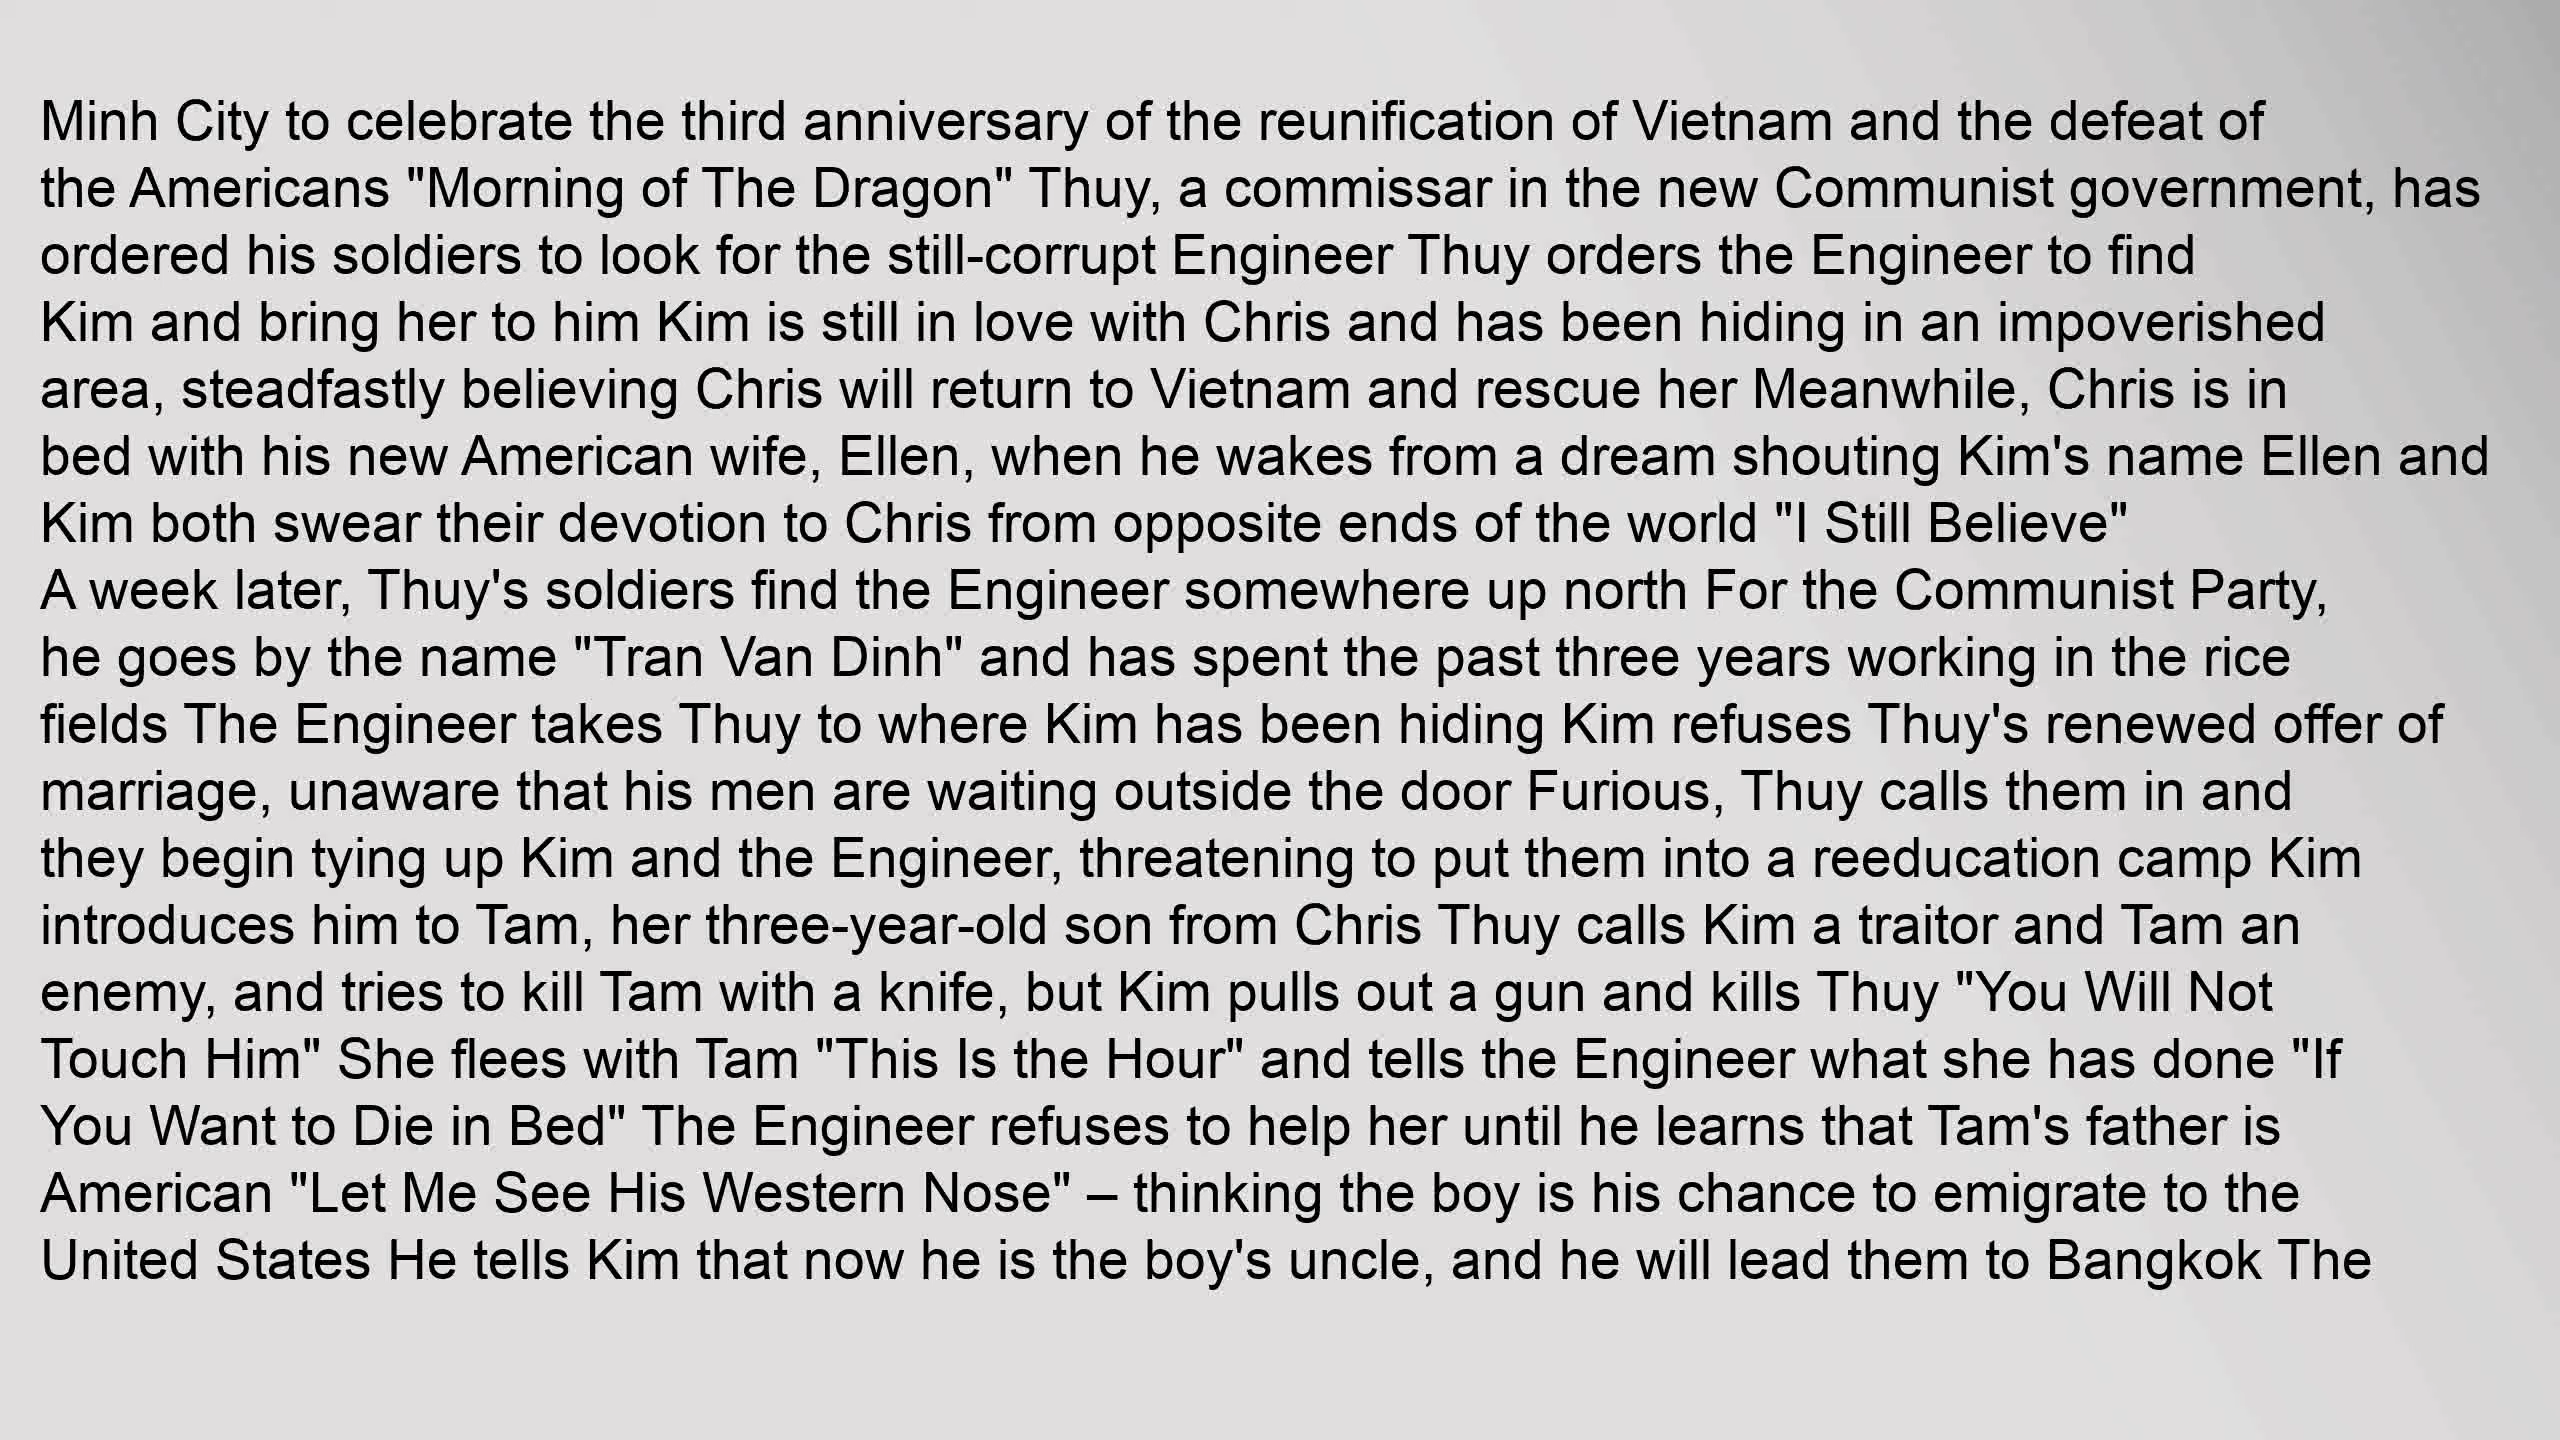 Minh City to celebrate the third anniversary of the reunification of Vietnam and the defeat of
the Americans "Morning of The Dragon" Thuy, a commissar in the new Communist government, has
ordered his soldiers to look for the still-corrupt Engineer Thuy orders the Engineer to find
Kim and bring her to him Kim is still in love with Chris and has been hiding in an impoverished
area, steadfastly believing Chris will return to Vietnam and rescue her Meanwhile, Chris is in
bed with his new American wife, Ellen, when he wakes from a dream shouting Kim's name Ellen and
Kim both swear their devotion to Chris from opposite ends of the world "I Still Believe"
A week later, Thuy's soldiers find the Engineer somewhere up north For the Communist Party,
he goes by the name "Tran Van Dinh" and has spent the past three years working in the rice
fields The Engineer takes Thuy to where Kim has been hiding Kim refuses Thuy's renewed offer of
marriage, unaware that his men are waiting outside the door Furious, Thuy calls them in and
they begin tying up Kim and the Engineer, threatening to put them into a reeducation camp Kim
introduces him to Tam, her three-year-old son from Chris Thuy calls Kim a traitor and Tam an
enemy, and tries to kill Tam with a knife, but Kim pulls out a gun and kills Thuy "You Will Not
Touch Him" She flees with Tam "This Is the Hour" and tells the Engineer what she has done "If
You Want to Die in Bed" The Engineer refuses to help her until he learns that Tam's father is
American "Let Me See His Western Nose" – thinking the boy is his chance to emigrate to the
United States He tells Kim that now he is the boy's uncle, and he will lead them to Bangkok The